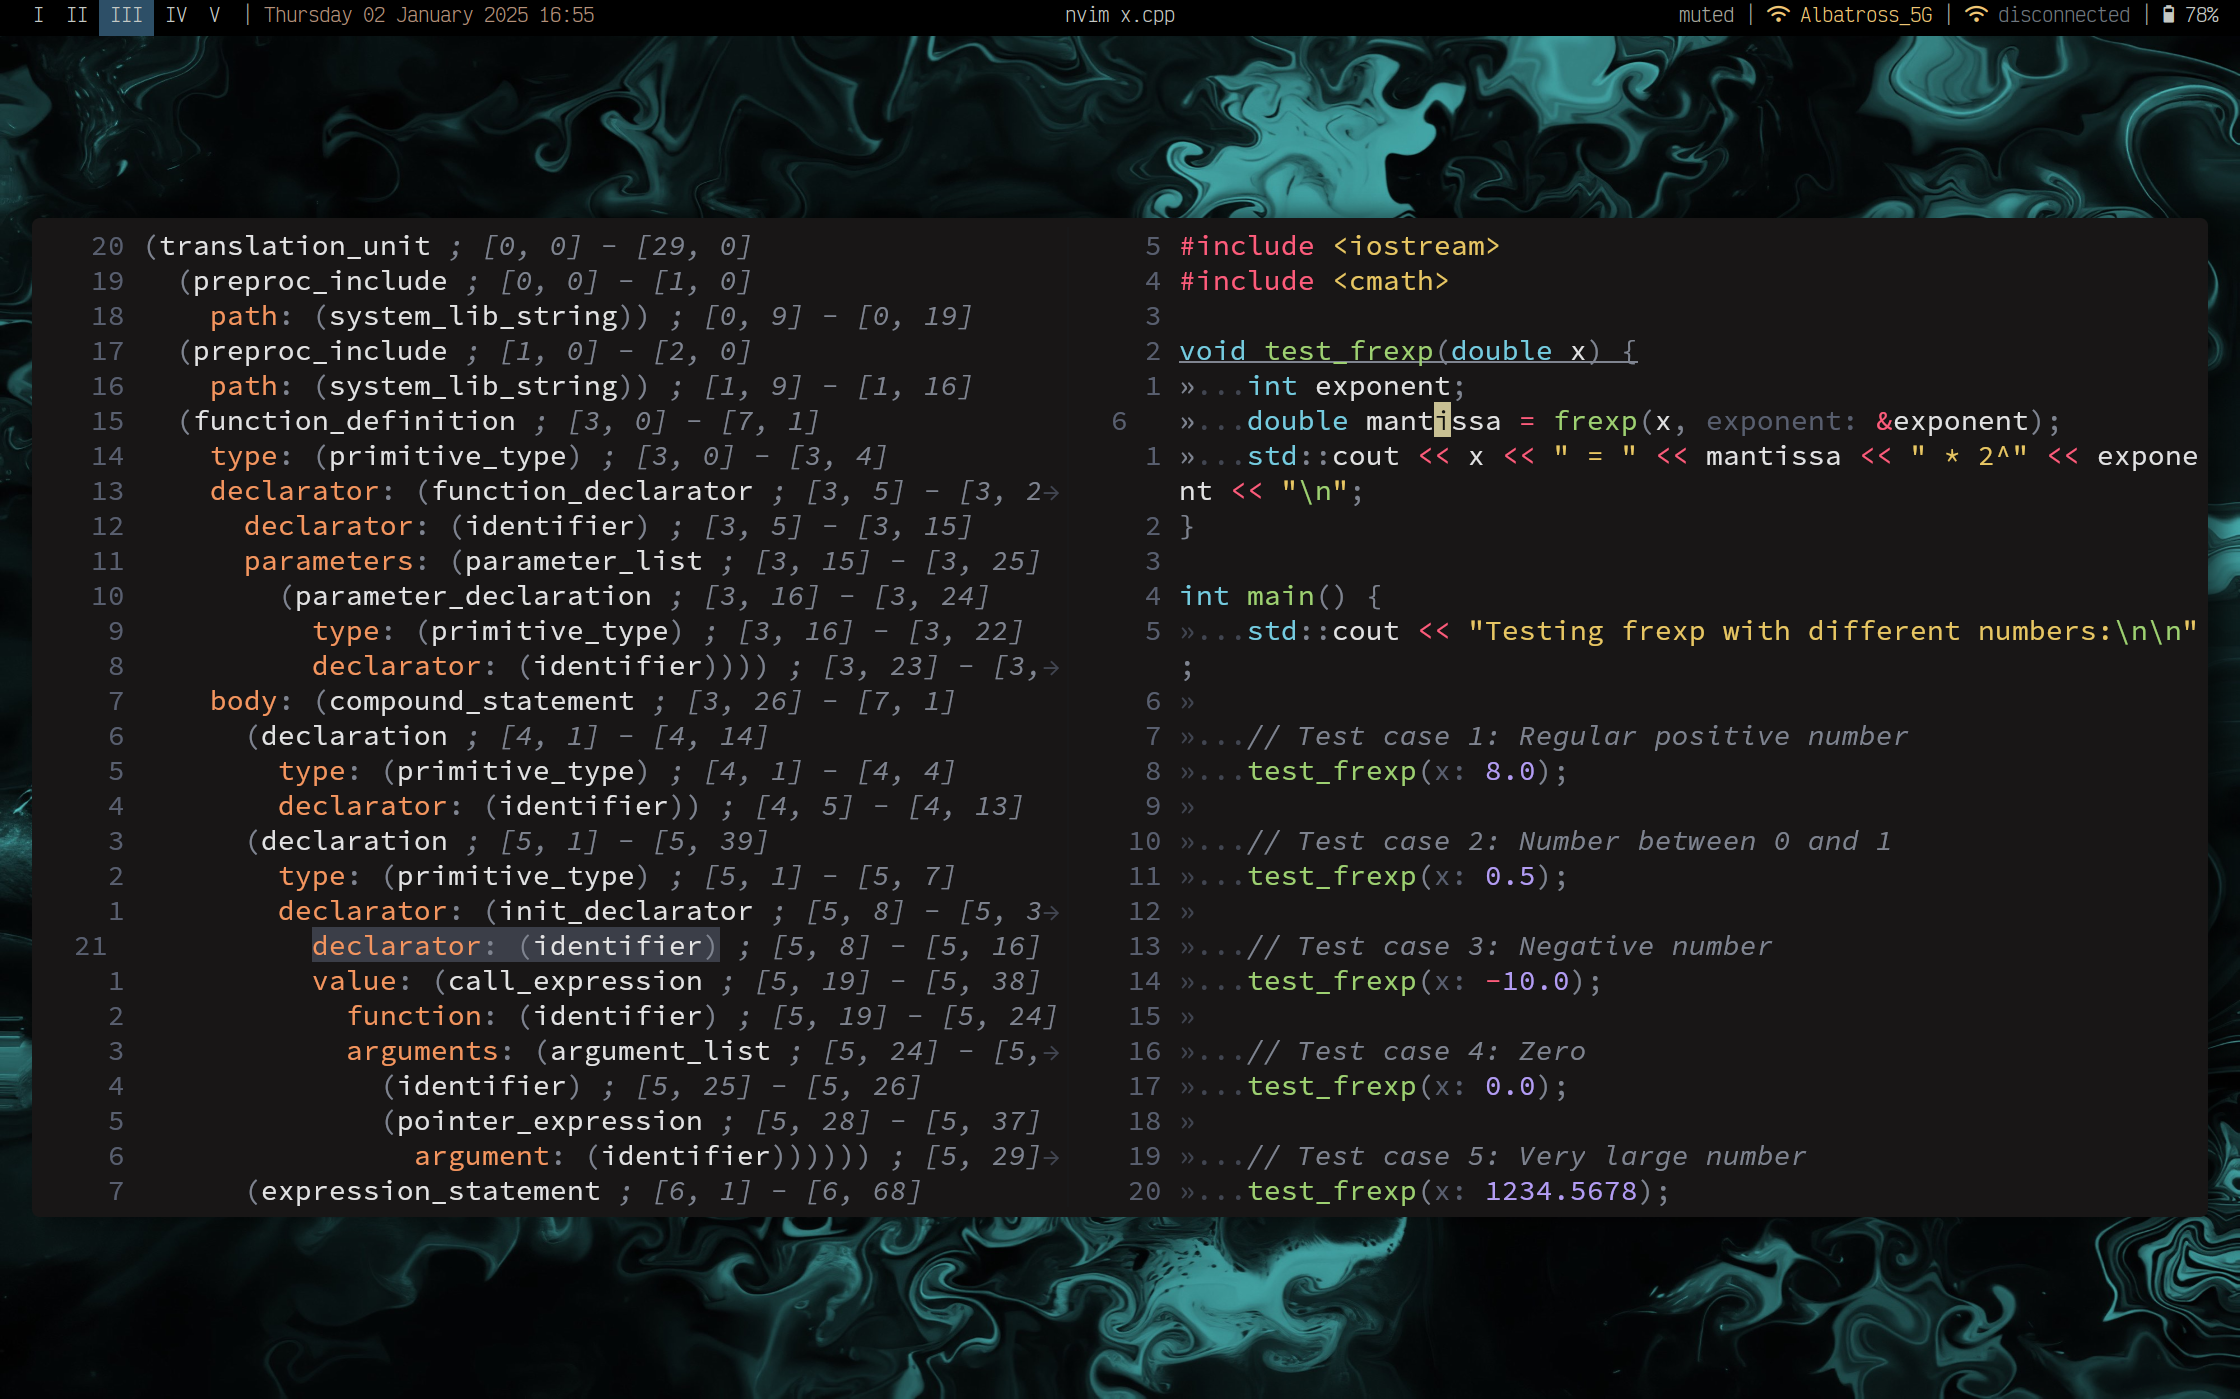 I II III IV V | Thursday 02 January 2025 16:55
nvim x.cpp
muted | Albatross_5G | disconnected | 78%
20 (translation_unit ; [0, 0] - [29, 0]
19   (preproc_include ; [0, 0] - [1, 0]
18     path: (system_lib_string)) ; [0, 9] - [0, 19]
17   (preproc_include ; [1, 0] - [2, 0]
16     path: (system_lib_string)) ; [1, 9] - [1, 16]
15   (function_definition ; [3, 0] - [7, 1]
14     type: (primitive_type) ; [3, 0] - [3, 4]
13     declarator: (function_declarator ; [3, 5] - [3, 2→
12       declarator: (identifier) ; [3, 5] - [3, 15]
11       parameters: (parameter_list ; [3, 15] - [3, 25]
10         (parameter_declaration ; [3, 16] - [3, 24]
9           type: (primitive_type) ; [3, 16] - [3, 22]
8           declarator: (identifier)))) ; [3, 23] - [3,→
7     body: (compound_statement ; [3, 26] - [7, 1]
6       (declaration ; [4, 1] - [4, 14]
5         type: (primitive_type) ; [4, 1] - [4, 4]
4         declarator: (identifier)) ; [4, 5] - [4, 13]
3       (declaration ; [5, 1] - [5, 39]
2         type: (primitive_type) ; [5, 1] - [5, 7]
1         declarator: (init_declarator ; [5, 8] - [5, 3→
21          declarator: (identifier) ; [5, 8] - [5, 16]
1           value: (call_expression ; [5, 19] - [5, 38]
2             function: (identifier) ; [5, 19] - [5, 24]
3             arguments: (argument_list ; [5, 24] - [5,→
4               (identifier) ; [5, 25] - [5, 26]
5               (pointer_expression ; [5, 28] - [5, 37]
6                 argument: (identifier)))))) ; [5, 29]→
7       (expression_statement ; [6, 1] - [6, 68]
5 #include <iostream>
4 #include <cmath>
3
2 void test_frexp(double x) {
1 »...int exponent;
6 »...double mantissa = frexp(x, exponent: &exponent);
1 »...std::cout << x << " = " << mantissa << " * 2^" << expone
nt << "\n";
2 }
3
4 int main() {
5 »...std::cout << "Testing frexp with different numbers:\n\n"
;
6 »
7 »...// Test case 1: Regular positive number
8 »...test_frexp(x: 8.0);
9 »
10 »...// Test case 2: Number between 0 and 1
11 »...test_frexp(x: 0.5);
12 »
13 »...// Test case 3: Negative number
14 »...test_frexp(x: -10.0);
15 »
16 »...// Test case 4: Zero
17 »...test_frexp(x: 0.0);
18 »
19 »...// Test case 5: Very large number
20 »...test_frexp(x: 1234.5678);